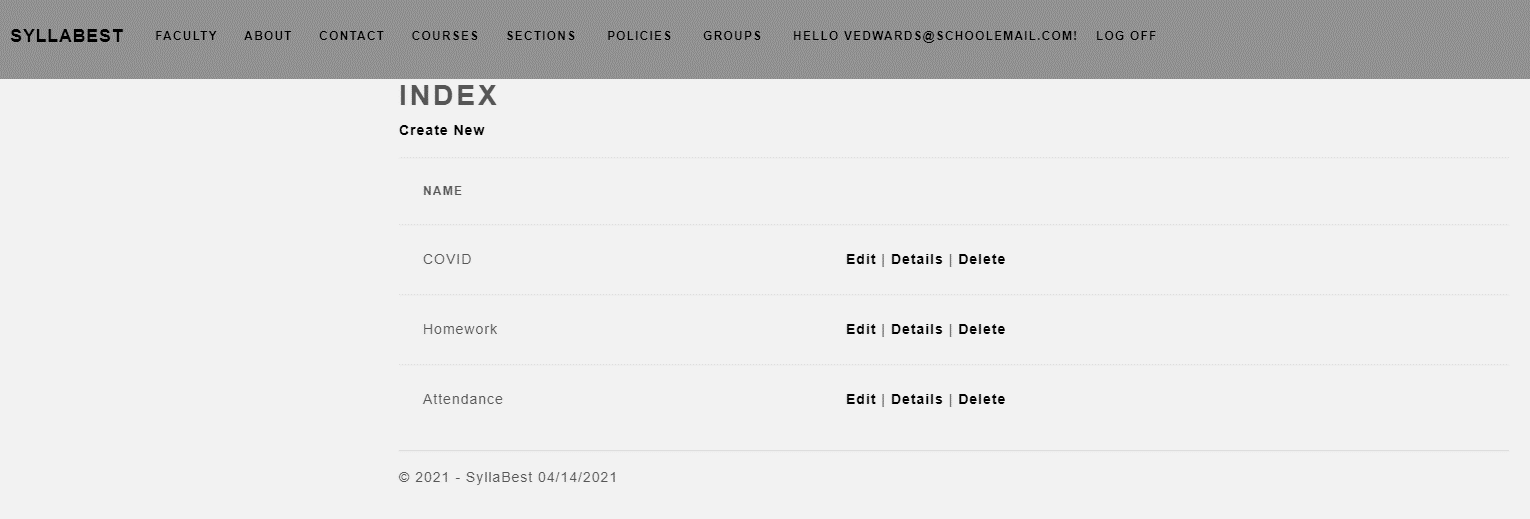 SYLLABEST FACULTY ABOUT CONTACT COURSES SECTIONS POLICIES GROUPS HELLO VEDWARDS@SCHOOLEMAIL.COM! LOG OFF
INDEX
Create New
NAME
COVID Edit | Details | Delete
Homework Edit | Details | Delete
Attendance Edit | Details | Delete
© 2021 - SyllaBest 04/14/2021